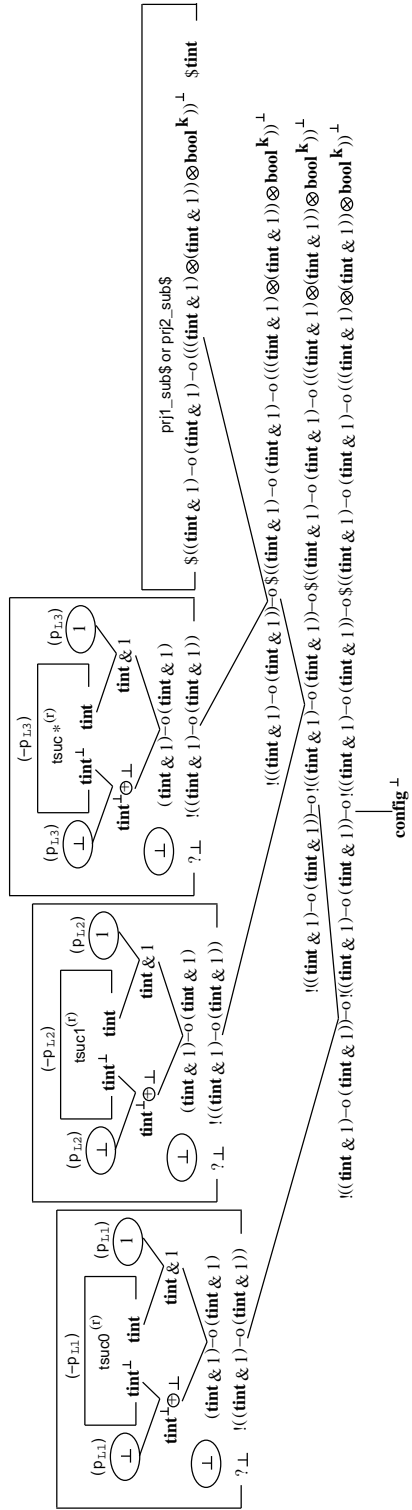 (¬p_L1)
(p_L1) tsuc0^(r) (p_L1)
⊥ tint^⊥ tint 1
tint^⊥⊕⊥ tint & 1
⊥ (tint & 1)−o (tint & 1)
?⊥ !((tint & 1)−o (tint & 1))
(¬p_L2)
(p_L2) tsuc1^(r) (p_L2)
⊥ tint^⊥ tint 1
tint^⊥⊕⊥ tint & 1
⊥ (tint & 1)−o (tint & 1)
?⊥ !((tint & 1)−o (tint & 1))
(¬p_L3)
(p_L3) tsuc*^(r) (p_L3)
⊥ tint^⊥ tint 1
tint^⊥⊕⊥ tint & 1
⊥ (tint & 1)−o (tint & 1)
?⊥ !((tint & 1)−o (tint & 1))
prj1_sub$ or prj2_sub$
$((tint & 1)−o (tint & 1)−o (((tint & 1)⊗(tint & 1))⊗bool^k))^⊥ $tint
!((tint & 1)−o (tint & 1))−o $((tint & 1)−o (tint & 1)−o (((tint & 1)⊗(tint & 1))⊗bool^k))^⊥
!((tint & 1)−o (tint & 1))−o !((tint & 1)−o (tint & 1))−o $((tint & 1)−o (tint & 1)−o (((tint & 1)⊗(tint & 1))⊗bool^k))^⊥
!((tint & 1)−o (tint & 1))−o !((tint & 1)−o (tint & 1))−o !((tint & 1)−o (tint & 1))−o $((tint & 1)−o (tint & 1)−o (((tint & 1)⊗(tint & 1))⊗bool^k))^⊥
config^⊥